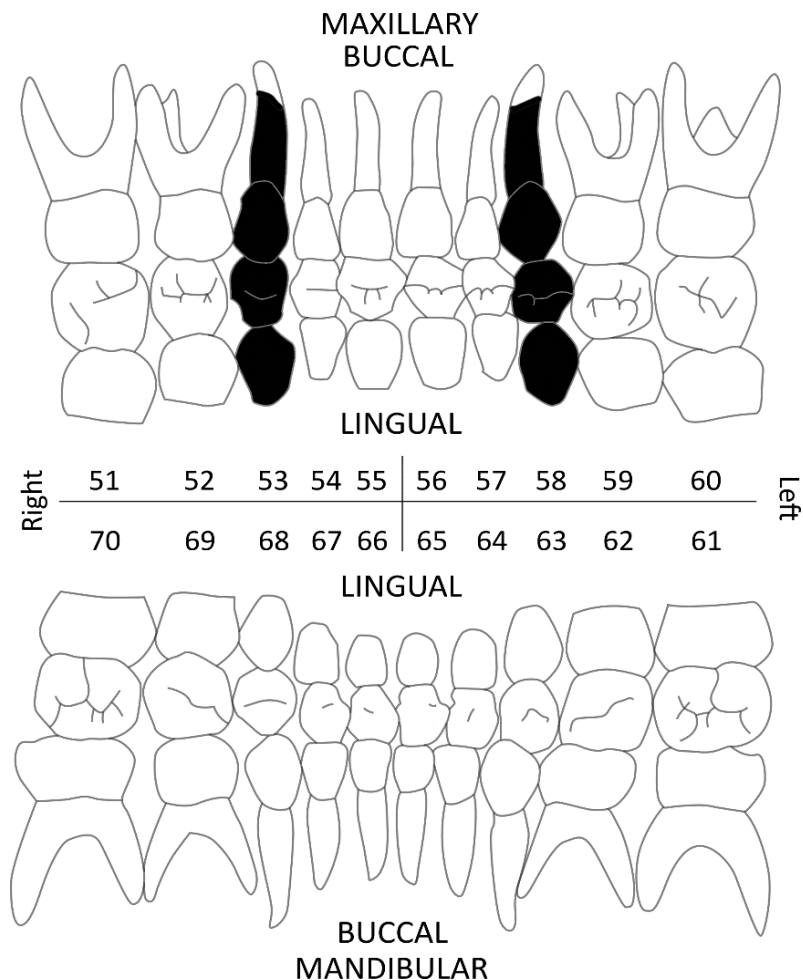 MAXILLARY
BUCCAL
LINGUAL
Right
51 52 53 54 55 56 57 58 59 60
70 69 68 67 66 65 64 63 62 61
Left
LINGUAL
BUCCAL
MANDIBULAR